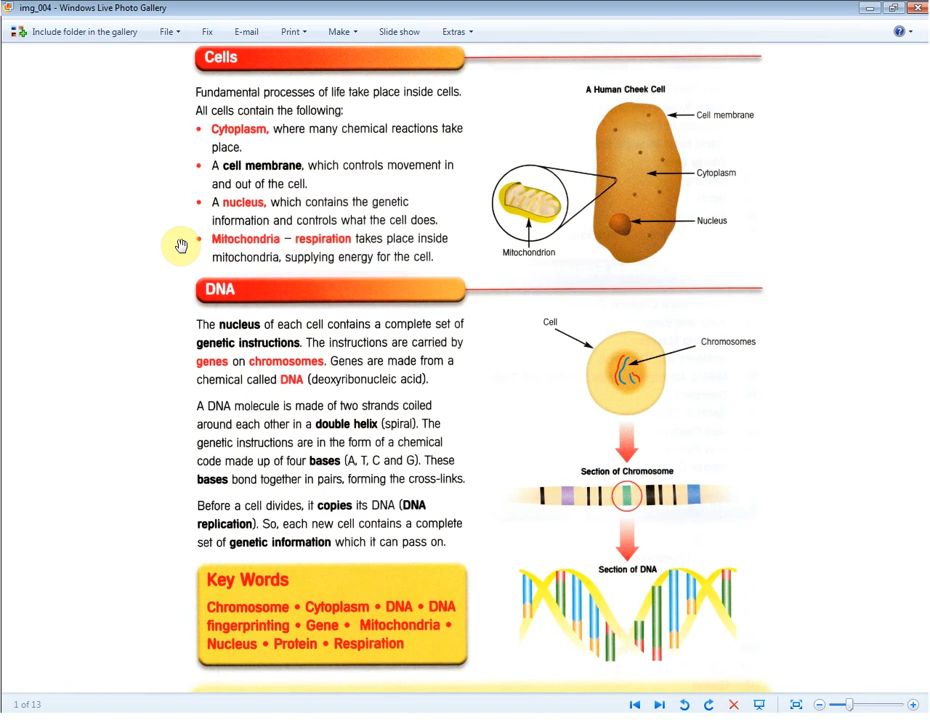 img_004 - Windows Live Photo Gallery
Include folder in the gallery File Fix E-mail Print Make Slide show Extras
Cells
Fundamental processes of life take place inside cells.
All cells contain the following:
• Cytoplasm, where many chemical reactions take
place.
• A cell membrane, which controls movement in
and out of the cell.
• A nucleus, which contains the genetic
information and controls what the cell does.
• Mitochondria – respiration takes place inside
mitochondria, supplying energy for the cell.
A Human Cheek Cell
Cell membrane
Cytoplasm
Nucleus
Mitochondrion
DNA
The nucleus of each cell contains a complete set of
genetic instructions. The instructions are carried by
genes on chromosomes. Genes are made from a
chemical called DNA (deoxyribonucleic acid).
A DNA molecule is made of two strands coiled
around each other in a double helix (spiral). The
genetic instructions are in the form of a chemical
code made up of four bases (A, T, C and G). These
bases bond together in pairs, forming the cross-links.
Before a cell divides, it copies its DNA (DNA
replication). So, each new cell contains a complete
set of genetic information which it can pass on.
Cell
Chromosomes
Section of Chromosome
Section of DNA
Key Words
Chromosome • Cytoplasm • DNA • DNA
fingerprinting • Gene • Mitochondria •
Nucleus • Protein • Respiration
1 of 13